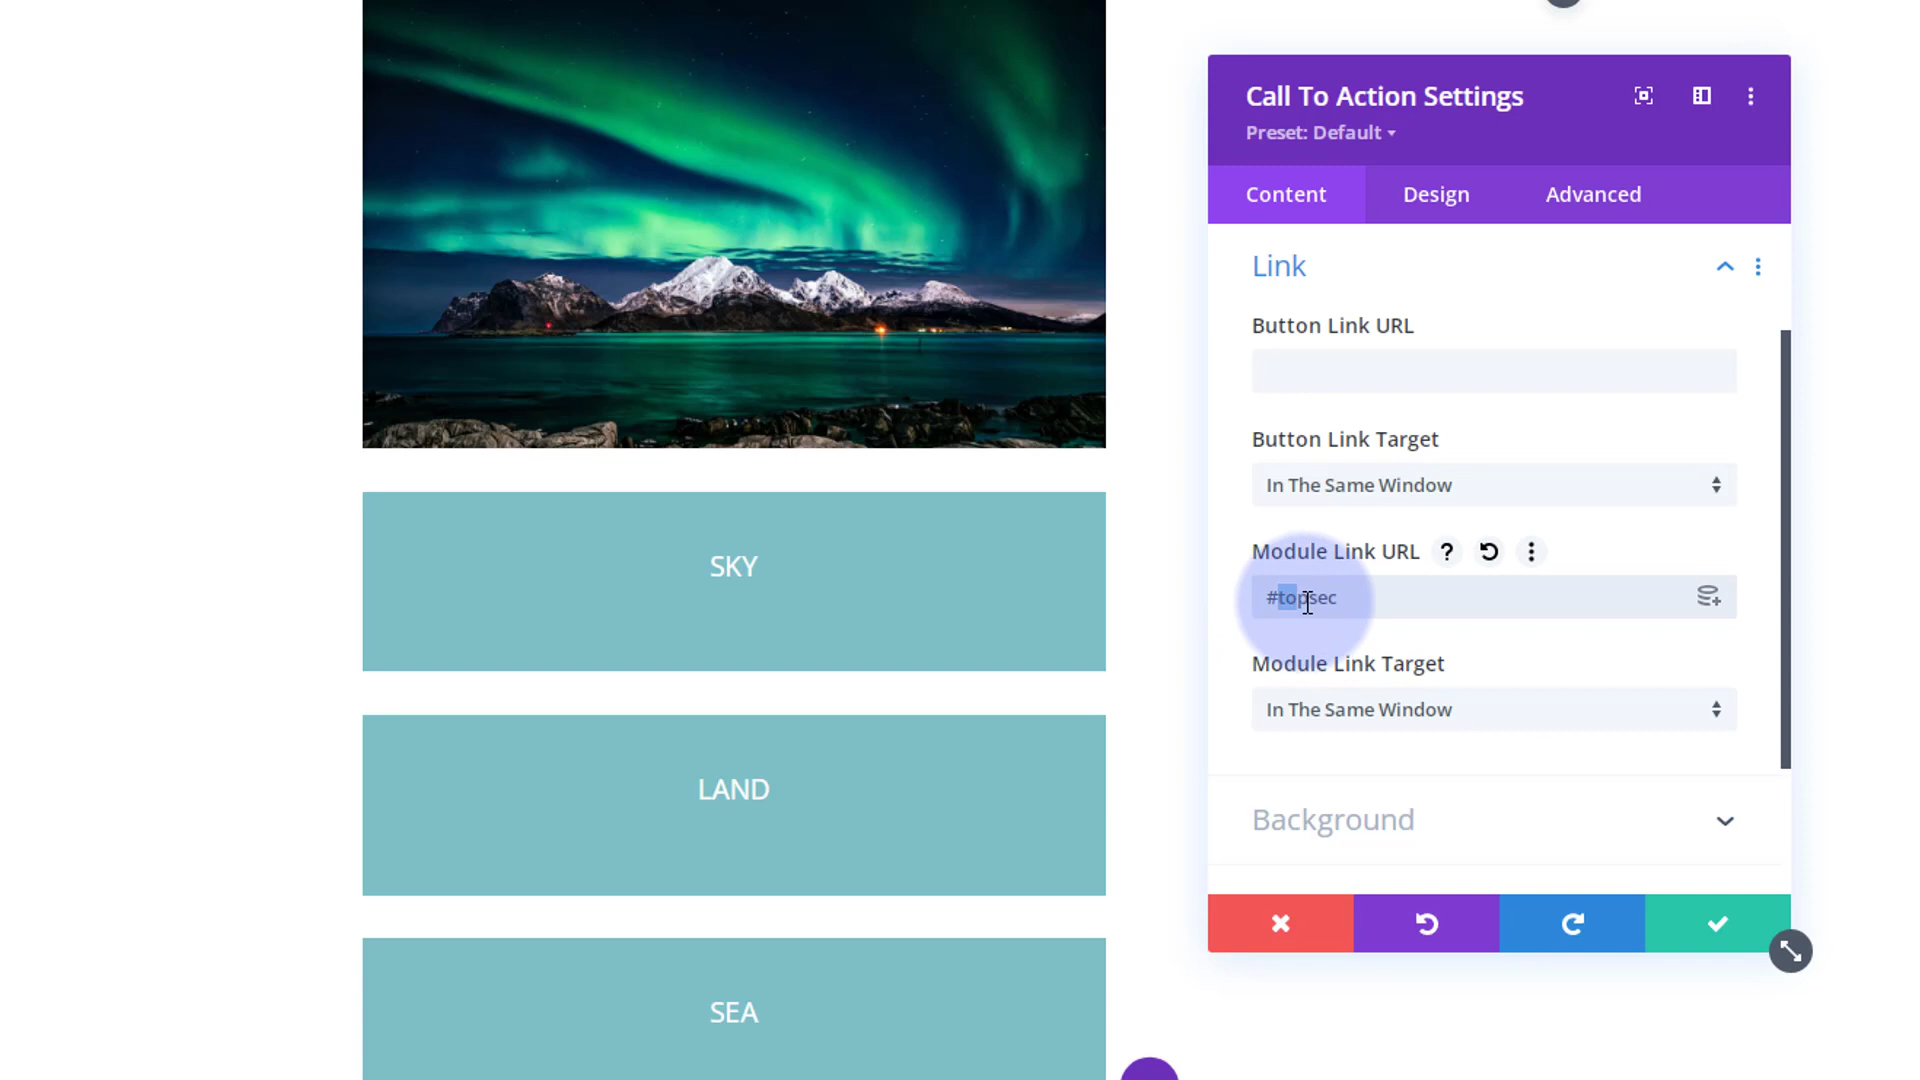 SKY
LAND
SEA
Call To Action Settings
Preset: Default
Content
Design
Advanced
Link
Button Link URL
Button Link Target
In The Same Window
Module Link URL
?
#topsec
Module Link Target
In The Same Window
Background